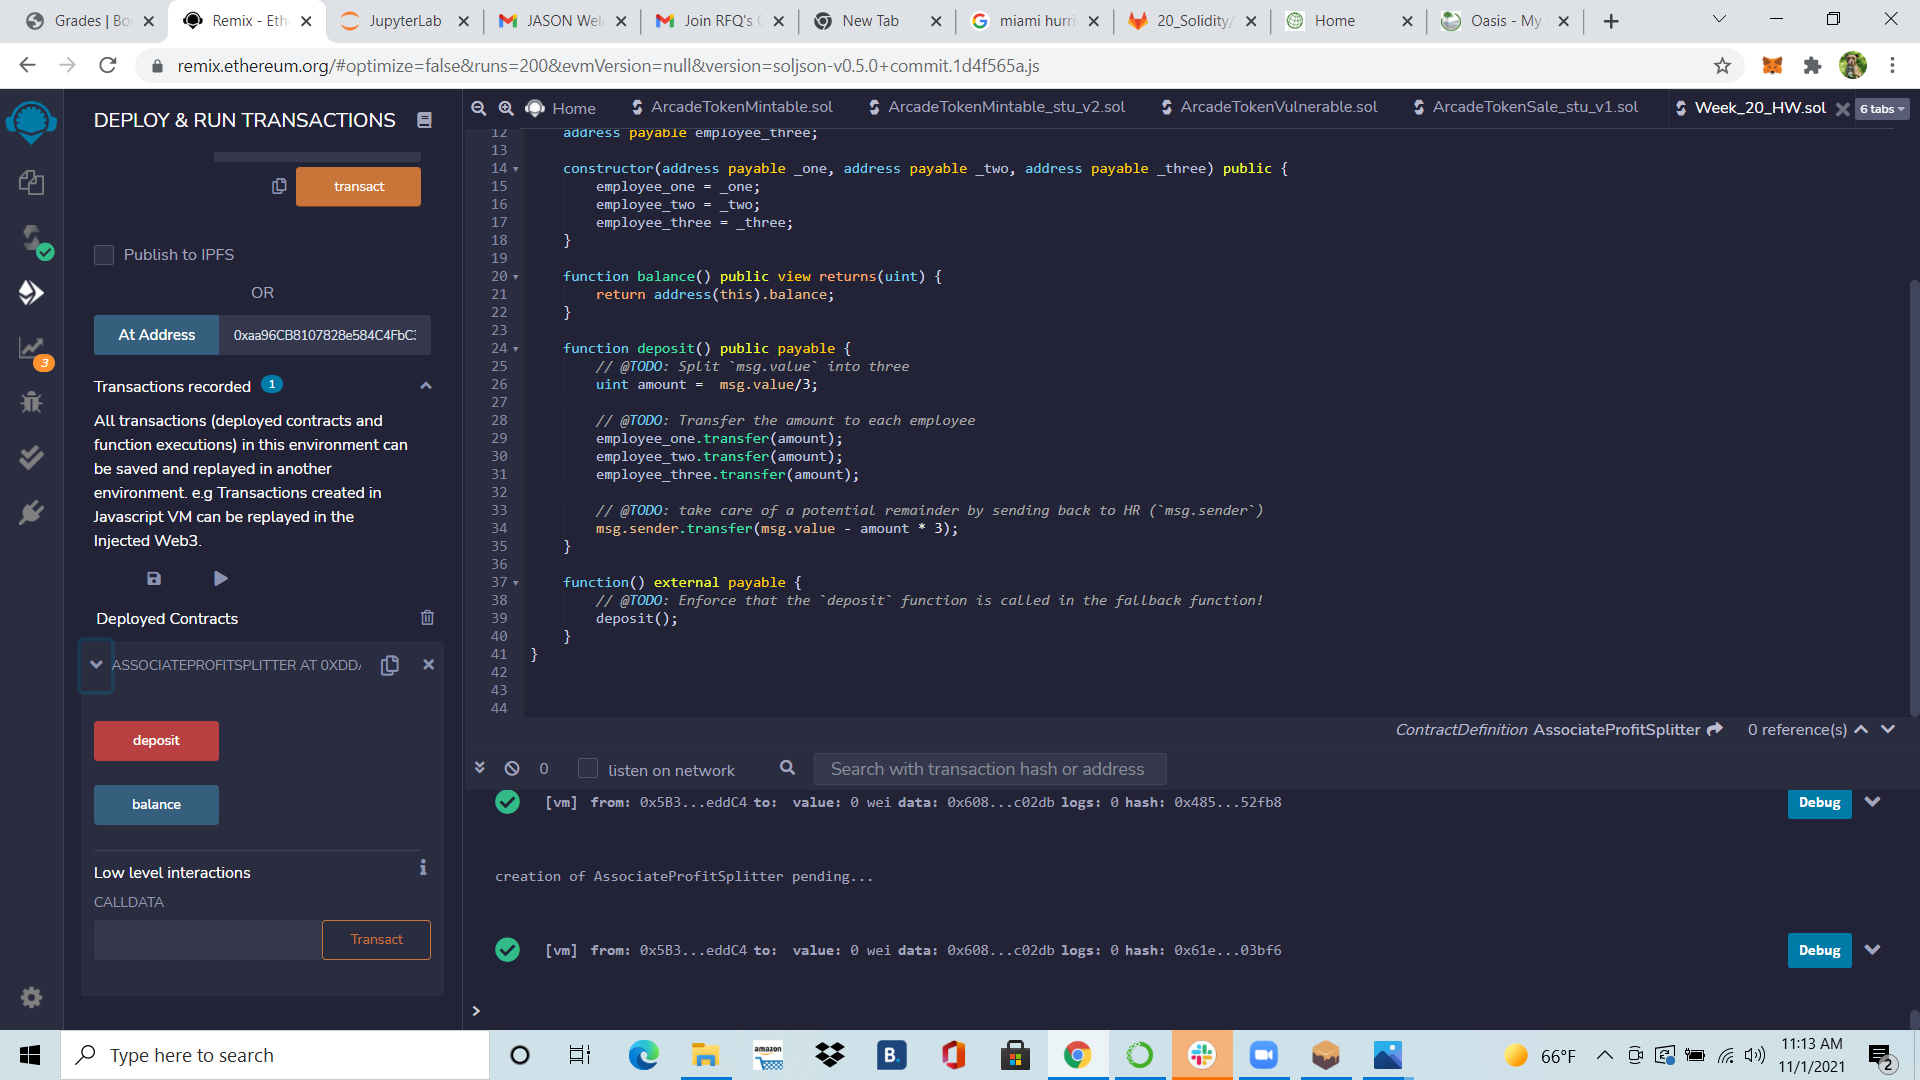 Grades | Bo
Remix - Eth
JupyterLab
JASON Wel
Join RFQ's
New Tab
miami hurri
20_Solidity/
Home
Oasis - My
remix.ethereum.org/#optimize=false&runs=200&evmVersion=null&version=soljson-v0.5.0+commit.1d4f565a.js
DEPLOY & RUN TRANSACTIONS
transact
Publish to IPFS
OR
At Address
0xaa96CB8107828e584C4FbC3
3
Transactions recorded 1
All transactions (deployed contracts and
function executions) in this environment can
be saved and replayed in another
environment. e.g Transactions created in
Javascript VM can be replayed in the
Injected Web3.
Deployed Contracts
ASSOCIATEPROFITSPLITTER AT 0XDD
deposit
balance
Low level interactions
CALLDATA
Transact
Home
ArcadeTokenMintable.sol
ArcadeTokenMintable_stu_v2.sol
ArcadeTokenVulnerable.sol
ArcadeTokenSale_stu_v1.sol
Week_20_HW.sol
6 tabs
12 address payable employee_three;
13
14 constructor(address payable _one, address payable _two, address payable _three) public {
15 employee_one = _one;
16 employee_two = _two;
17 employee_three = _three;
18 }
19
20 function balance() public view returns(uint) {
21 return address(this).balance;
22 }
23
24 function deposit() public payable {
25 // @TODO: Split `msg.value` into three
26 uint amount =  msg.value/3;
27
28 // @TODO: Transfer the amount to each employee
29 employee_one.transfer(amount);
30 employee_two.transfer(amount);
31 employee_three.transfer(amount);
32
33 // @TODO: take care of a potential remainder by sending back to HR (`msg.sender`)
34 msg.sender.transfer(msg.value - amount * 3);
35 }
36
37 function() external payable {
38 // @TODO: Enforce that the `deposit` function is called in the fallback function!
39 deposit();
40 }
41 }
42
43
44
ContractDefinition AssociateProfitSplitter 0 reference(s)
0 listen on network Search with transaction hash or address
[vm] from: 0x5B3...eddC4 to: value: 0 wei data: 0x608...c02db logs: 0 hash: 0x485...52fb8 Debug
creation of AssociateProfitSplitter pending...
[vm] from: 0x5B3...eddC4 to: value: 0 wei data: 0x608...c02db logs: 0 hash: 0x61e...03bf6 Debug
>
Type here to search
amazon
B.
66°F
11:13 AM
11/1/2021
2